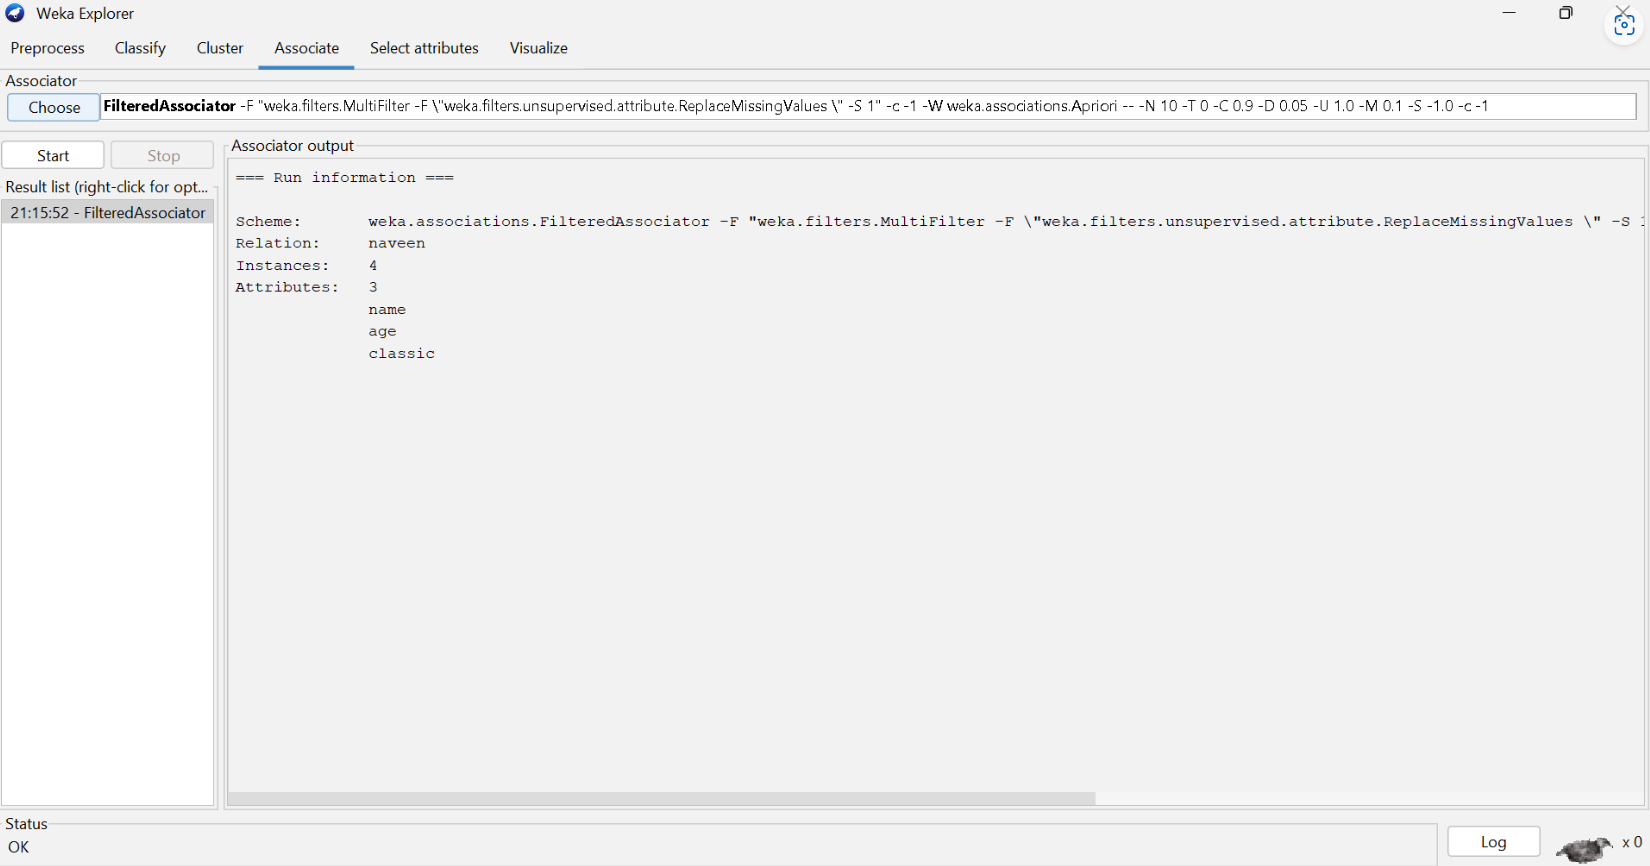 Weka Explorer
Preprocess Classify Cluster Associate Select attributes Visualize
Associator
Choose FilteredAssociator -F "weka.filters.MultiFilter -F \"weka.filters.unsupervised.attribute.ReplaceMissingValues \" -S 1" -c -1 -W weka.associations.Apriori -- -N 10 -T 0 -C 0.9 -D 0.05 -U 1.0 -M 0.1 -S -1.0 -c -1
Start Stop
Result list (right-click for opt...
21:15:52 - FilteredAssociator
Associator output
=== Run information ===
Scheme: weka.associations.FilteredAssociator -F "weka.filters.MultiFilter -F \"weka.filters.unsupervised.attribute.ReplaceMissingValues \" -S
Relation: naveen
Instances: 4
Attributes: 3
name
age
classic
Status
OK
Log x 0